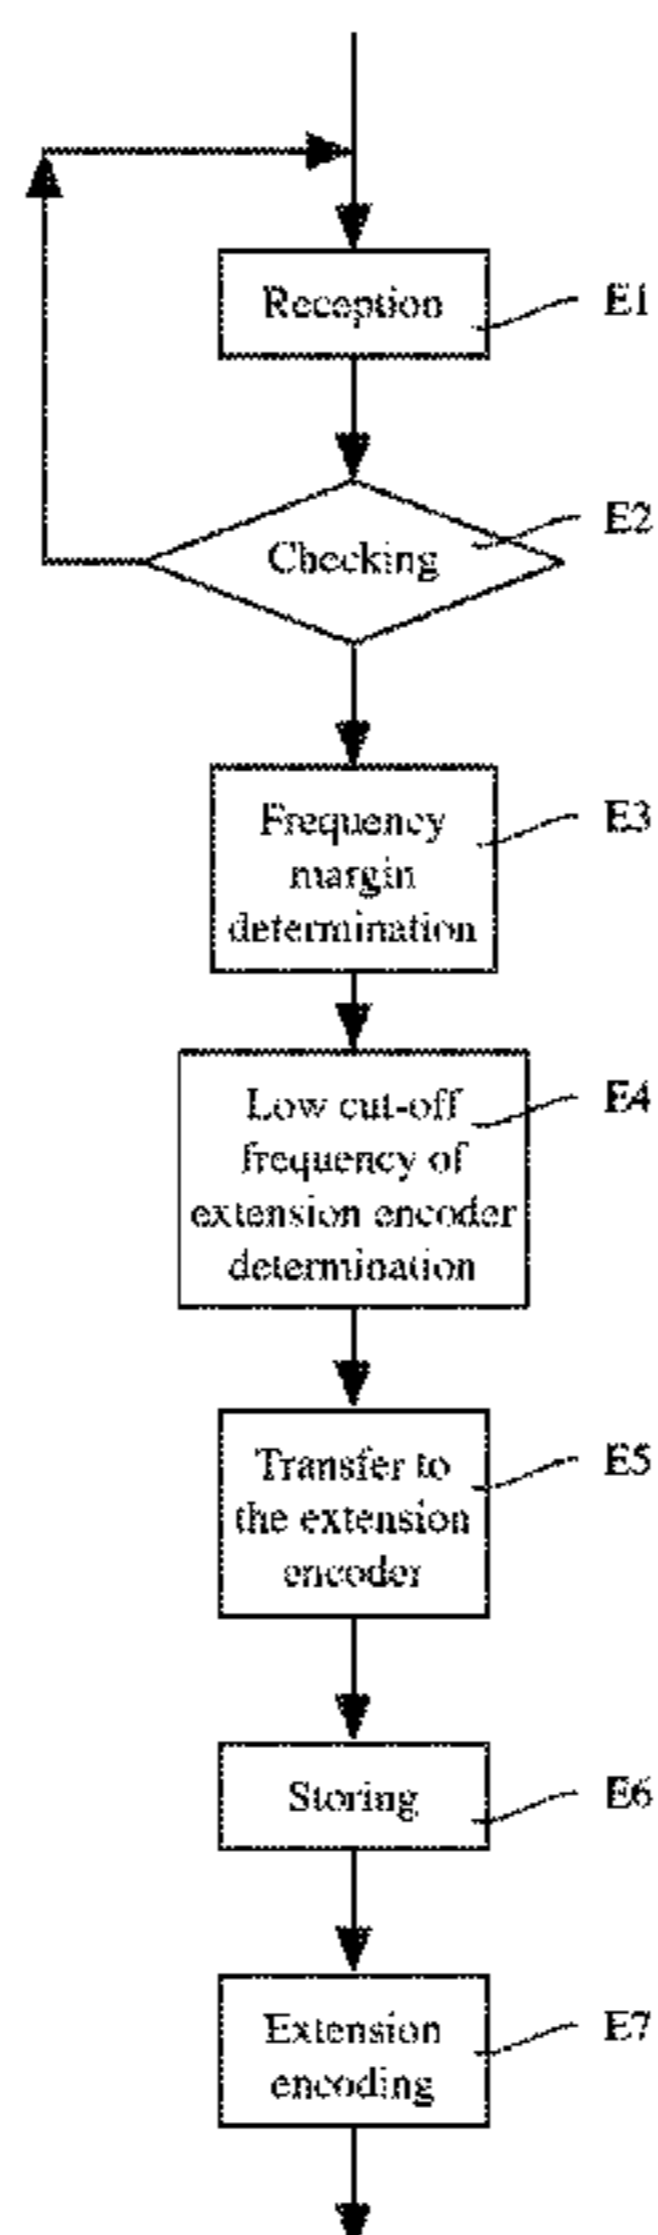 Reception E1
Checking E2
Frequency E3
margin
determination
Low cut-off E4
frequency of
extension encoder
determination
Transfer to E5
the extension
encoder
Storing E6
Extension E7
encoding